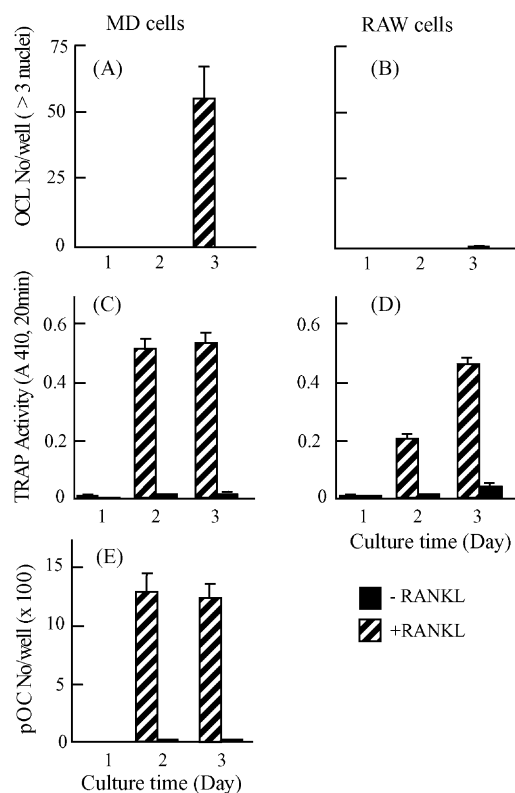 MD cells
RAW cells
OCL No/well ( > 3 nuclei)
(A)
75
50
25
0
1 2 3
(B)
1 2 3
TRAP Activity (A 410, 20min)
(C)
0.6
0.4
0.2
0
1 2 3
(D)
0.6
0.4
0.2
0
1 2 3
Culture time (Day)
pOC No/well (x 100)
(E)
15
10
5
0
1 2 3
Culture time (Day)
- RANKL
+RANKL